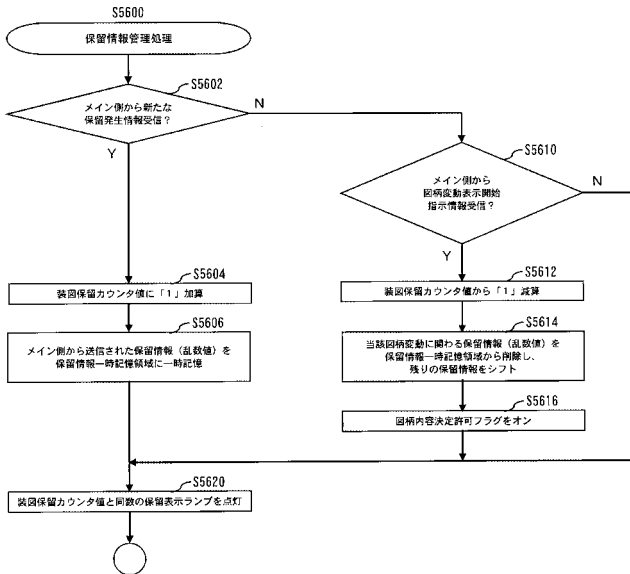 S5600
保留情報管理処理
S5602
メイン側から新たな
保留発生情報受信？
N
Y
S5610
メイン側から
図柄変動表示開始
指示情報受信？
N
Y
S5604
装図保留カウンタ値に「1」加算
S5606
メイン側から送信された保留情報（乱数値）を
保留情報一時記憶領域に一時記憶
S5612
装図保留カウンタ値から「1」減算
S5614
当該図柄変動に関わる保留情報（乱数値）を
保留情報一時記憶領域から削除し、
残りの保留情報をシフト
S5616
図柄内容決定許可フラグをオン
S5620
装図保留カウンタ値と同数の保留表示ランプを点灯